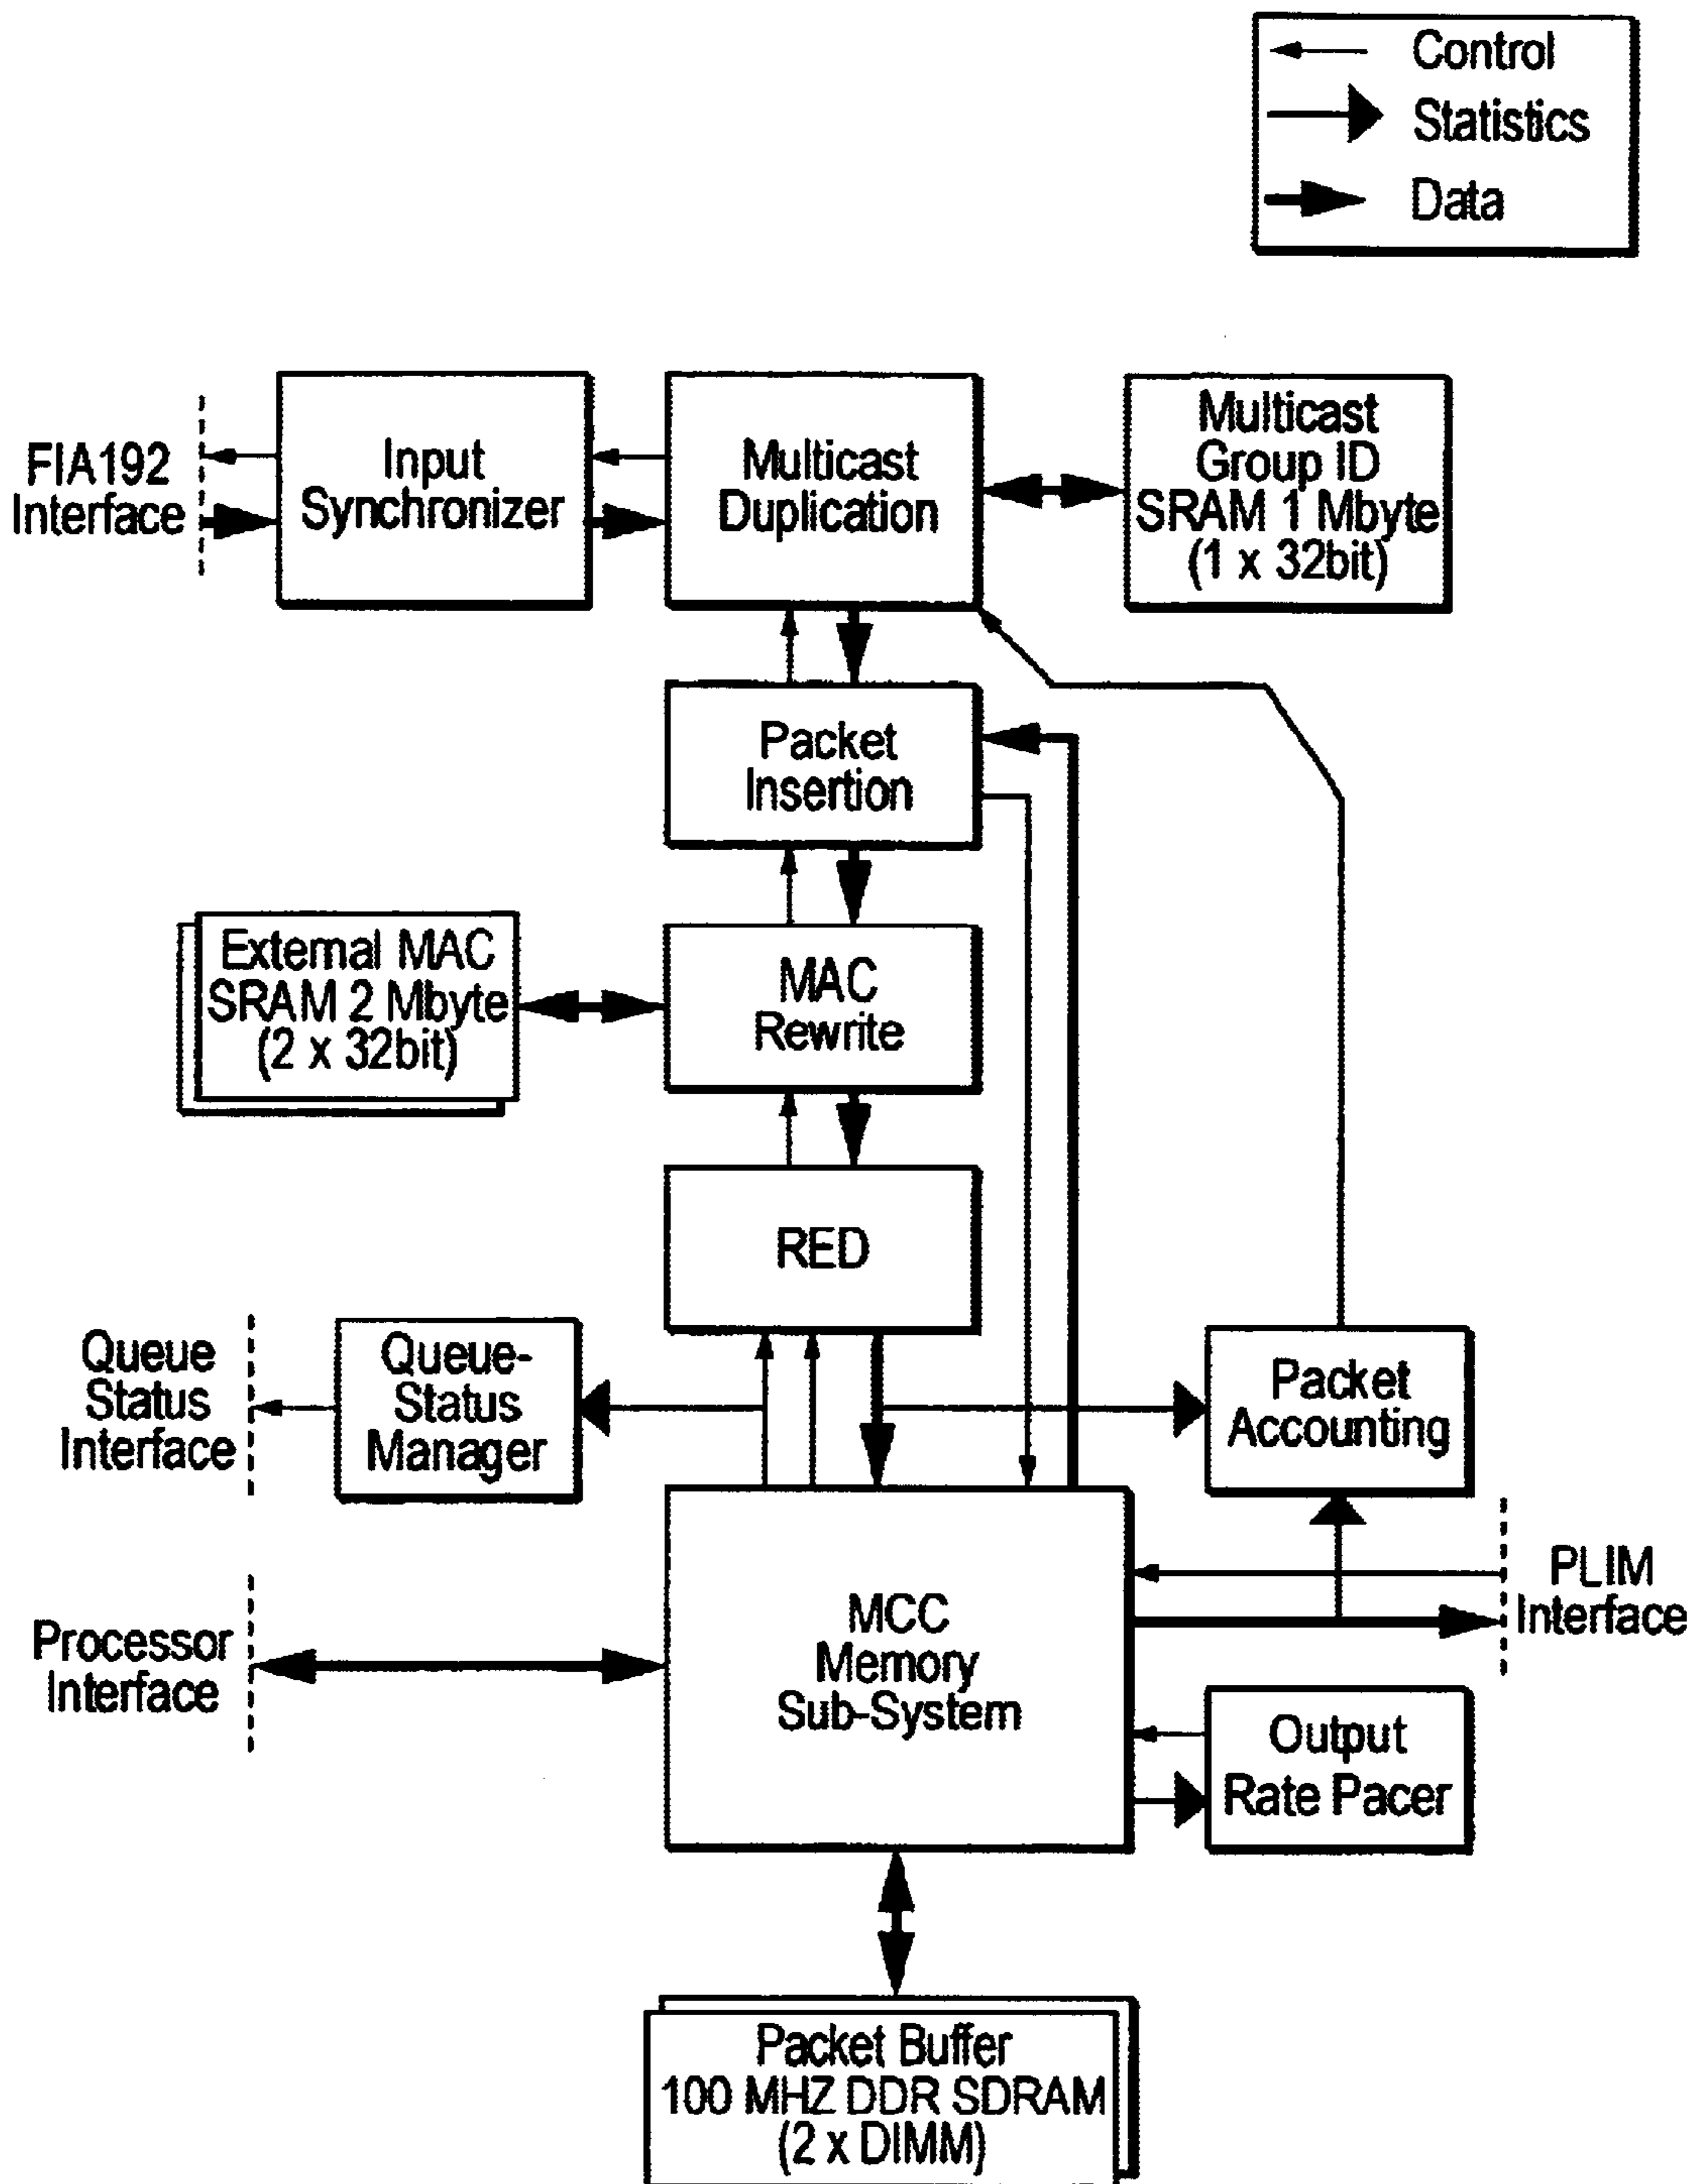 Control
Statistics
Data
FIA192
Interface
Input
Synchronizer
Multicast
Duplication
Multicast
Group ID
SRAM 1 Mbyte
(1 x 32bit)
Packet
Insertion
External MAC
SRAM 2 Mbyte
(2 x 32bit)
MAC
Rewrite
RED
Queue
Status
Interface
Queue-
Status
Manager
Packet
Accounting
Processor
Interface
MCC
Memory
Sub-System
PLIM
Interface
Output
Rate Pacer
Packet Buffer
100 MHZ DDR SDRAM
(2 x DIMM)